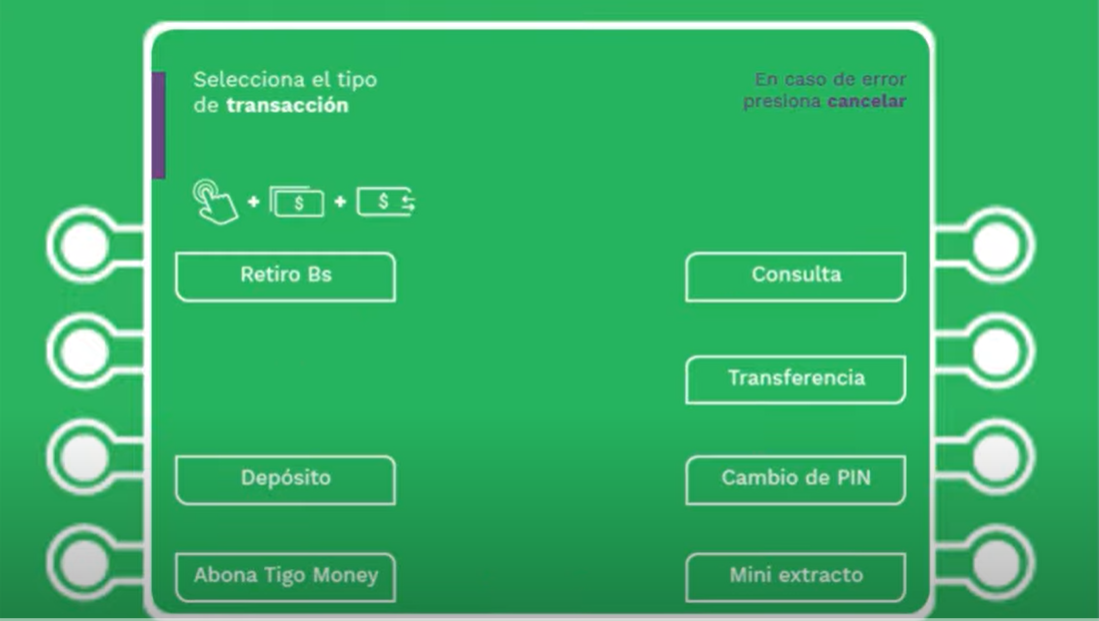 Selecciona el tipo
de transacción
En caso de error
presiona cancelar
$ $
Retiro Bs
Consulta
Transferencia
Depósito
Cambio de PIN
Abona Tigo Money
Mini extracto